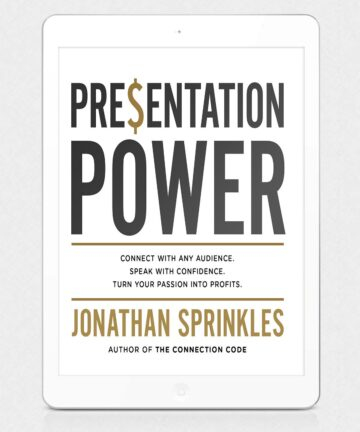 PRE$ENTATION
POWER
CONNECT WITH ANY AUDIENCE.
SPEAK WITH CONFIDENCE.
TURN YOUR PASSION INTO PROFITS.
JONATHAN SPRINKLES
AUTHOR OF THE CONNECTION CODE